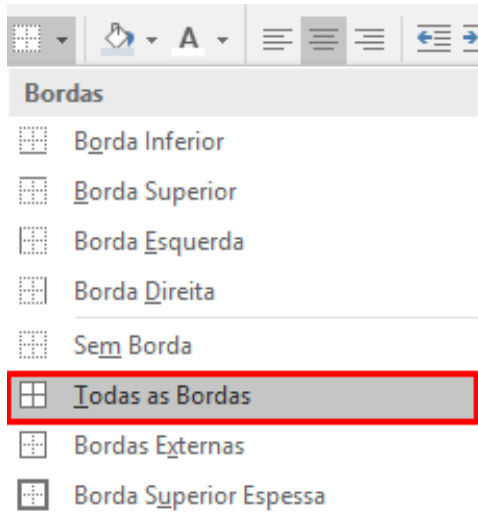 A
Bordas
Borda Inferior
Borda Superior
Borda Esquerda
Borda Direita
Sem Borda
Todas as Bordas
Bordas Externas
Borda Superior Espessa